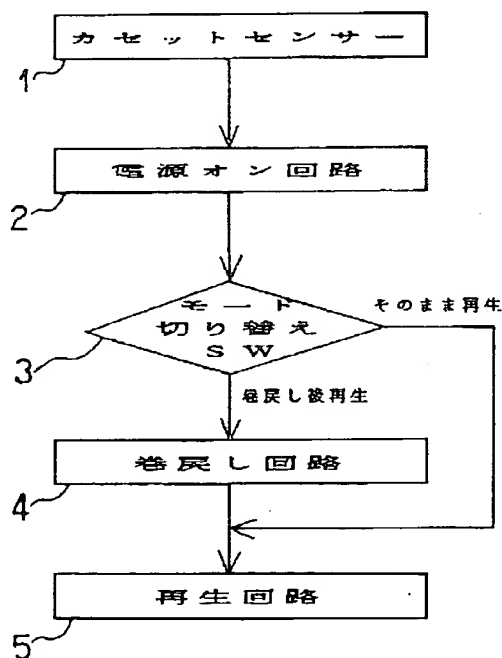 カセットセンサー
1
電源オン回路
2
モード
切り替え
SW
3
そのまま再生
巻戻し後再生
巻戻し回路
4
再生回路
5